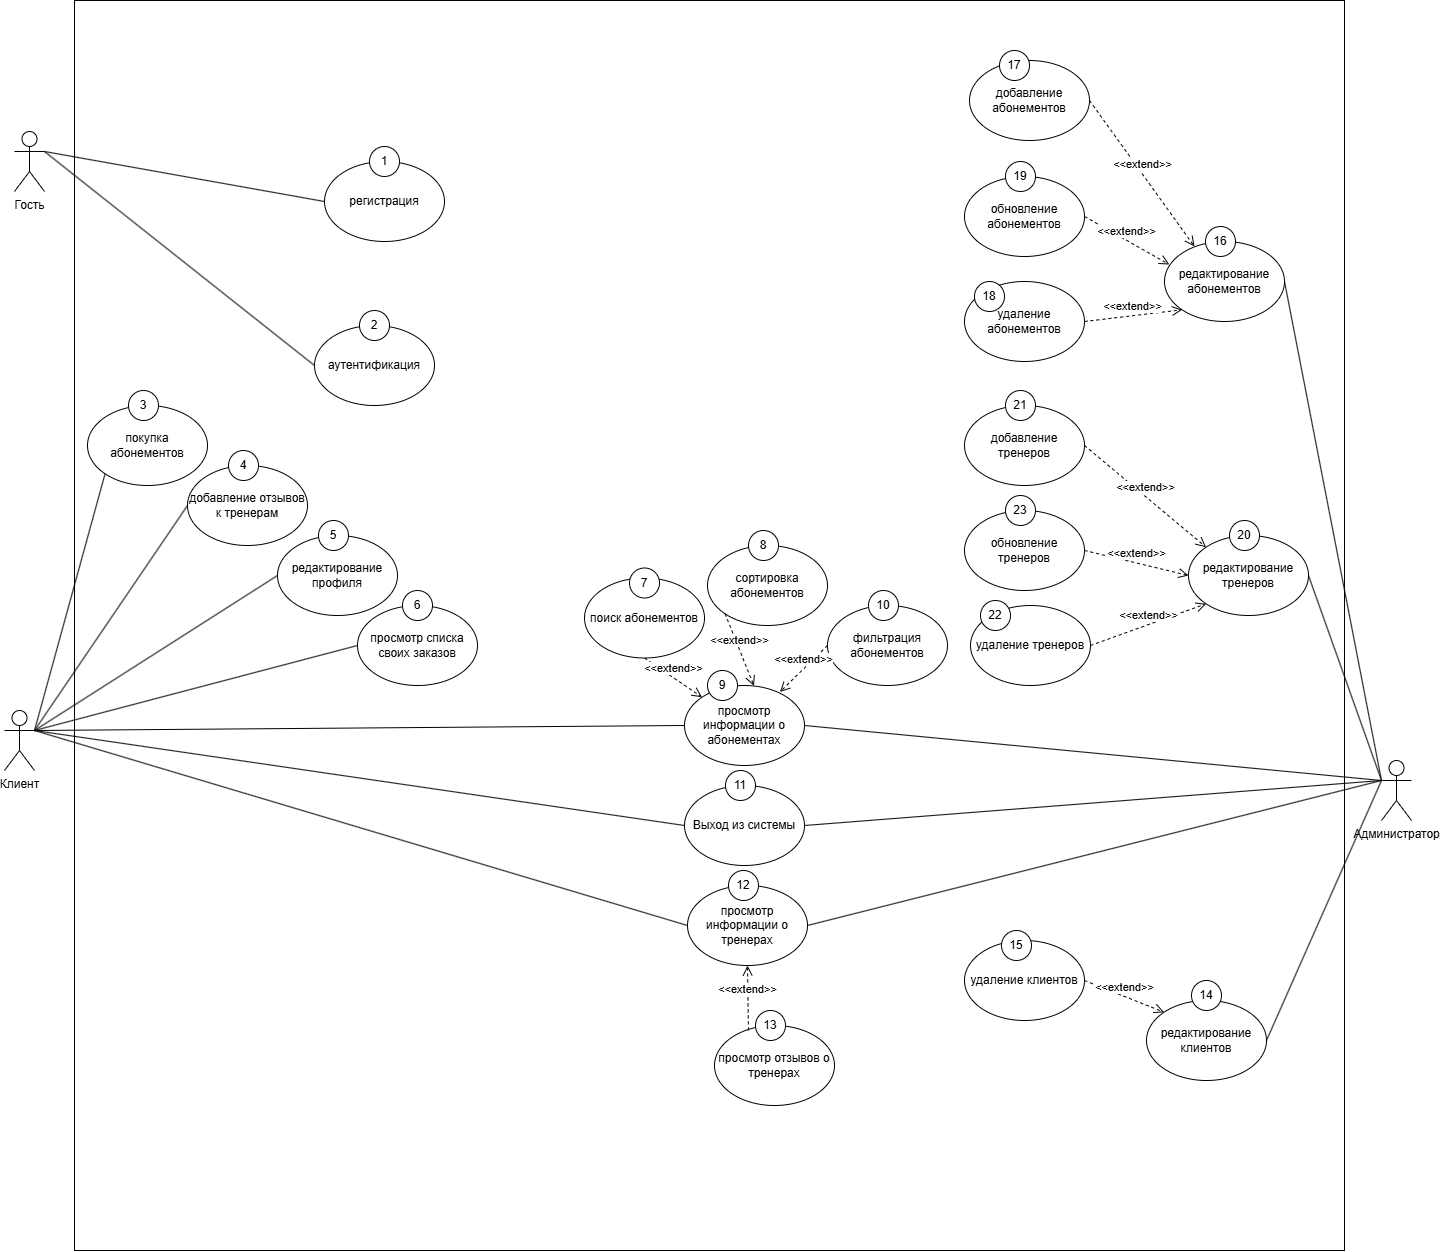 17
добавление
абонементов
<<extend>>
19
обновление
абонементов
<<extend>>
18
удаление
абонементов
<<extend>>
16
редактирование
абонементов
Гость
1
регистрация
2
аутентификация
3
покупка
абонементов
4
добавление отзывов
к тренерам
5
редактирование
профиля
6
просмотр списка
своих заказов
7
поиск абонементов
<<extend>>
8
сортировка
абонементов
<<extend>>
10
фильтрация
абонементов
<<extend>>
9
просмотр
информации о
абонементах
21
добавление
тренеров
<<extend>>
23
обновление
тренеров
<<extend>>
22
удаление тренеров
<<extend>>
20
редактирование
тренеров
Клиент
11
Выход из системы
Администратор
12
просмотр
информации о
тренерах
<<extend>>
13
просмотр отзывов о
тренерах
15
удаление клиентов
<<extend>>
14
редактирование
клиентов